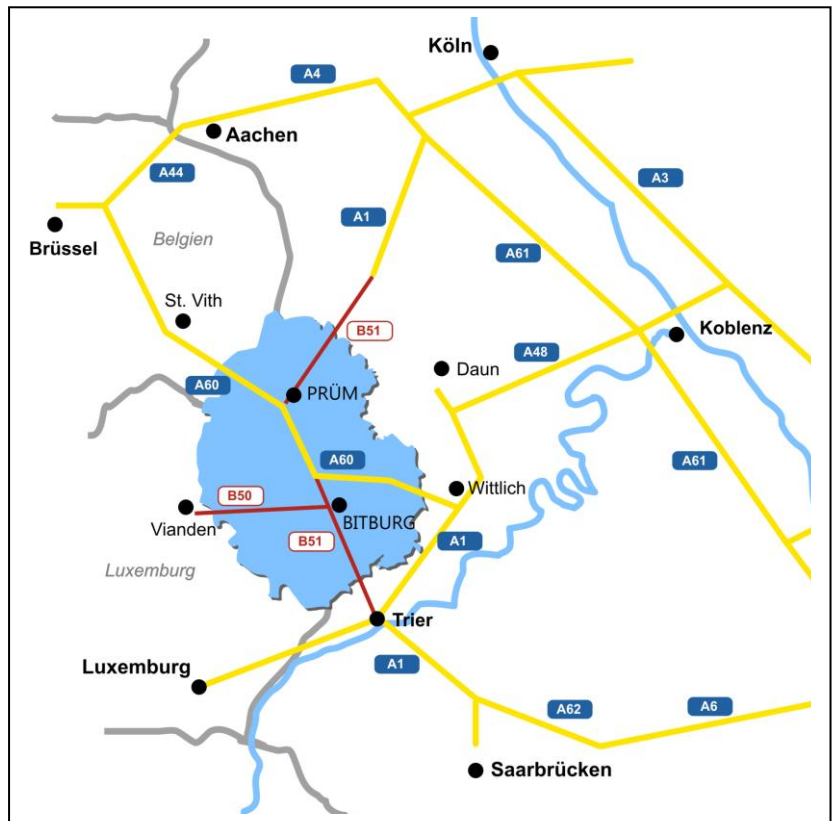 Köln
A4
Aachen
A44
A3
A1
Brüssel
Belgien
A61
St. Vith
B51
Koblenz
A48
Daun
A60
PRÜM
A60
A61
Wittlich
B50
Vianden
BITBURG
B51
A1
Luxemburg
Trier
Luxemburg
A1
A62
A6
Saarbrücken